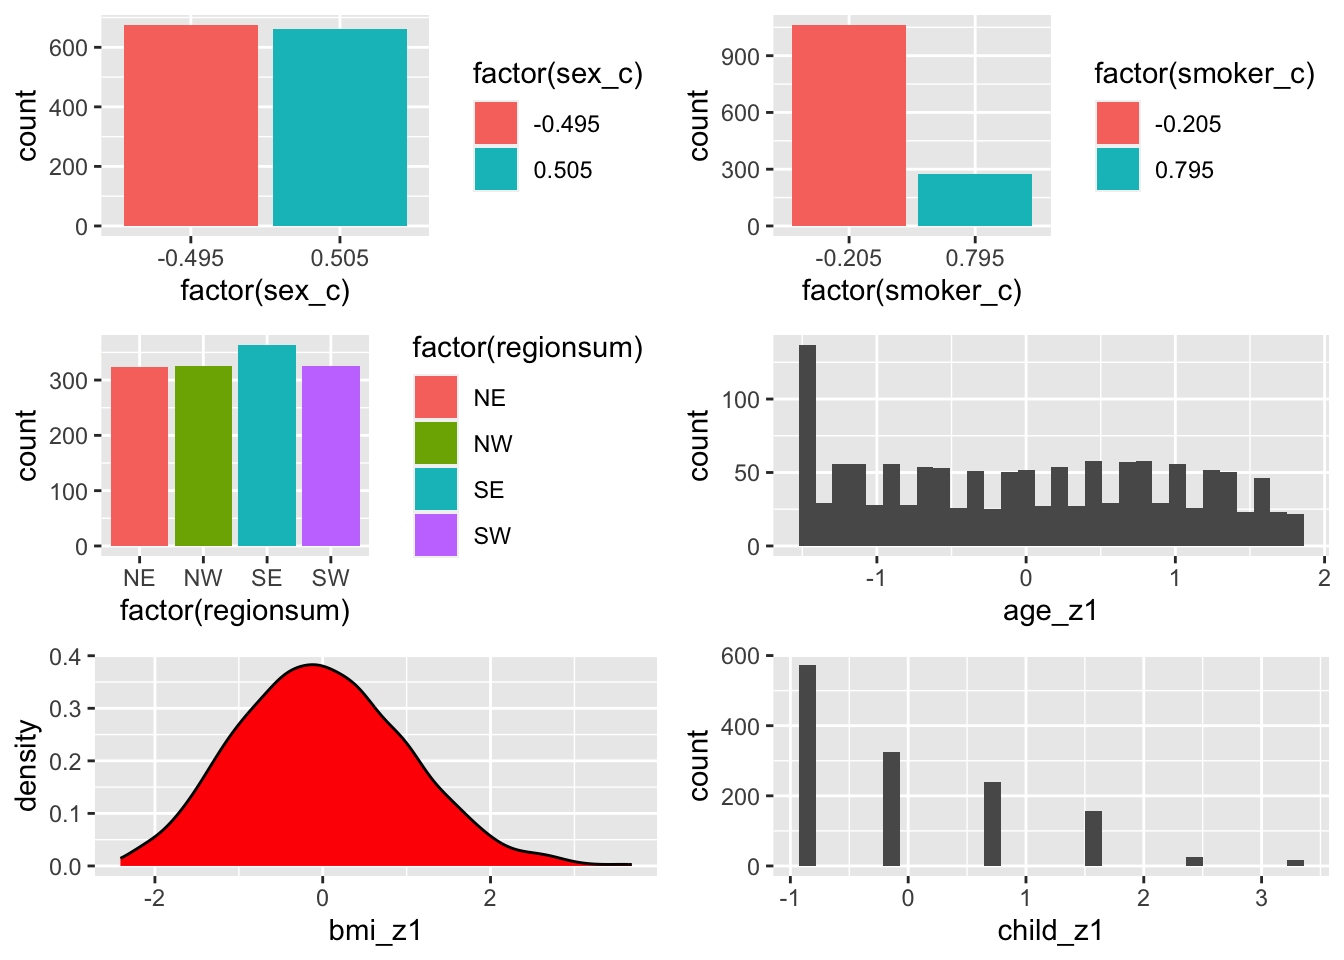 count
600
400
200
0
-0.495
0.505
factor(sex_c)
factor(sex_c)
-0.495
0.505
count
900
600
300
0
-0.205
0.795
factor(smoker_c)
factor(smoker_c)
-0.205
0.795
count
300
200
100
0
NE NW SE SW
factor(regionsum)
factor(regionsum)
NE
NW
SE
SW
count
100
50
0
-1 0 1 2
age_z1
density
0.4
0.3
0.2
0.1
0.0
-2 0 2
bmi_z1
count
600
400
200
0
-1 0 1 2 3
child_z1